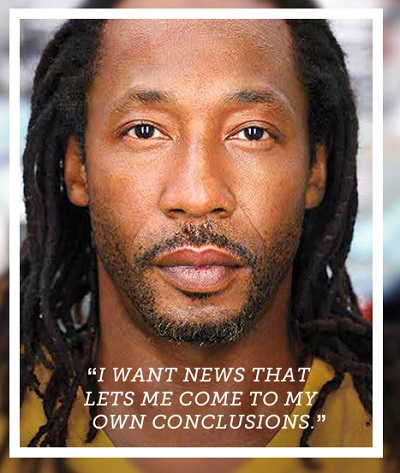 “I WANT NEWS THAT
LETS ME COME TO MY
OWN CONCLUSIONS.”